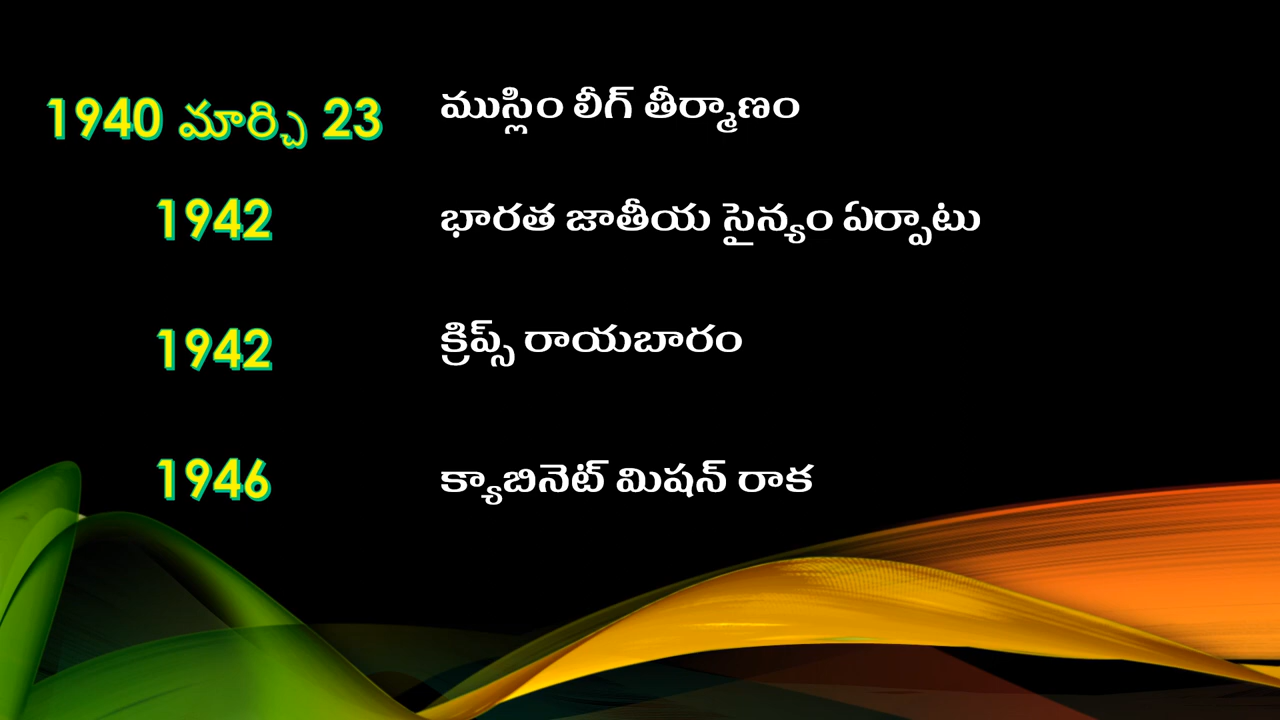 1940 మార్చి 23 ముస్లిం లీగ్ తీర్మాణం
1942 భారత జాతీయ సైన్యం ఏర్పాటు
1942 క్రిప్స్ రాయబారం
1946 క్యాబినెట్ మిషన్ రాక